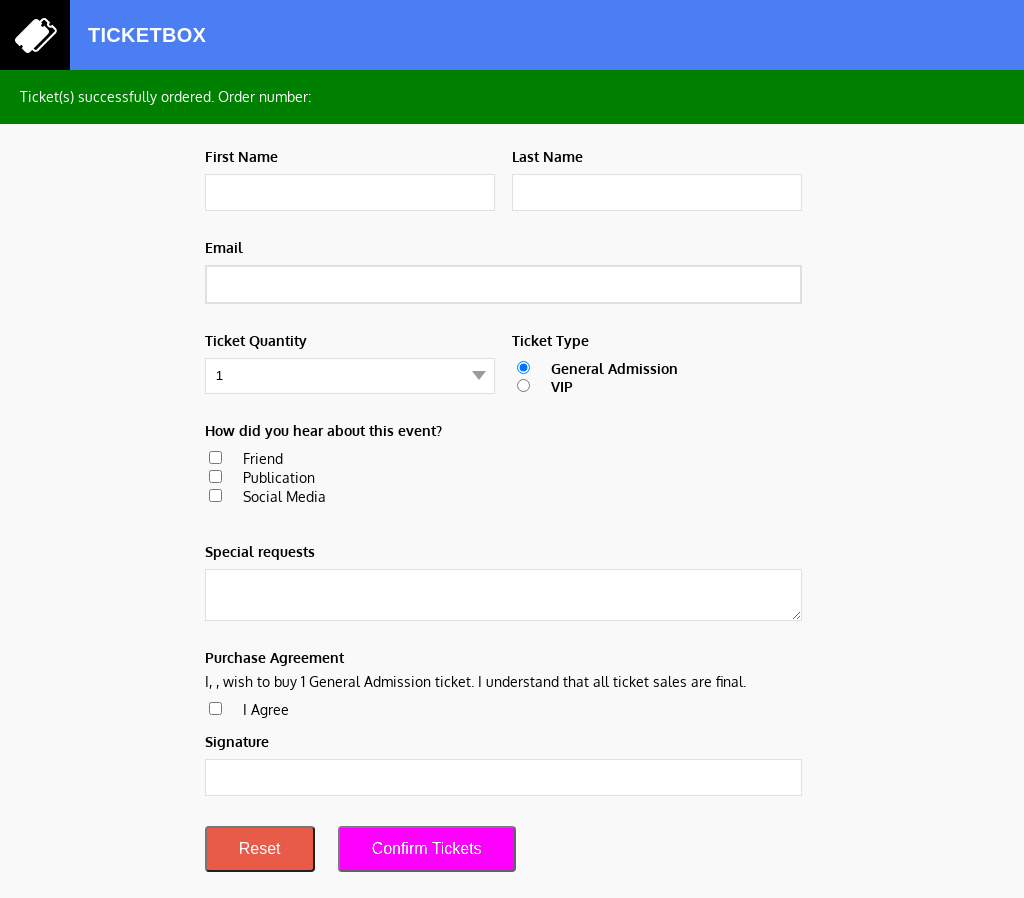 TICKETBOX
Ticket(s) successfully ordered. Order number:
First Name
Last Name
Email
Ticket Quantity
Ticket Type
1
General Admission
VIP
How did you hear about this event?
Friend
Publication
Social Media
Special requests
Purchase Agreement
I, , wish to buy 1 General Admission ticket. I understand that all ticket sales are final.
I Agree
Signature
Reset
Confirm Tickets